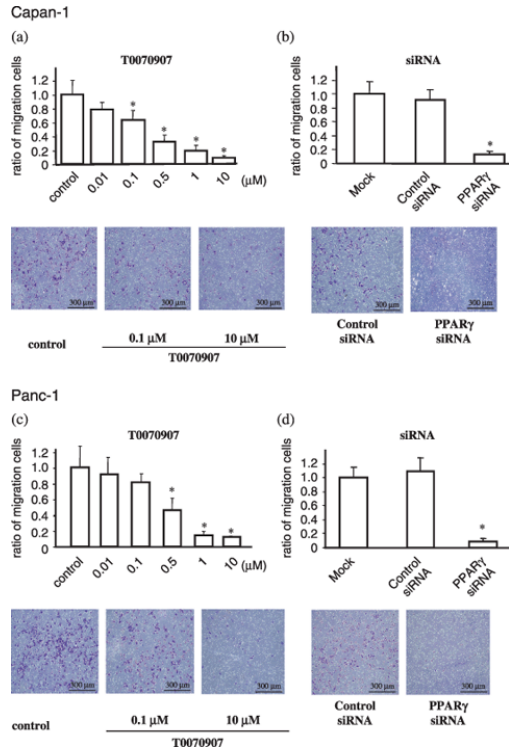 Capan-1
(a)
T0070907
ratio of migration cells
1.2
1.0
0.8
0.6
0.4
0.2
* * * *
control 0.01 0.1 0.5 1 10 (μM)
(b)
siRNA
ratio of migration cells
1.2
1.0
0.8
0.6
0.4
0.2
0
*
Mock
Control siRNA
PPARγ siRNA
300 μm
300 μm
300 μm
control
0.1 μM
10 μM
T0070907
300 μm
300 μm
Control
siRNA
PPARγ
siRNA
Panc-1
(c)
T0070907
ratio of migration cells
1.2
1.0
0.8
0.6
0.4
0.2
0
* * *
control 0.01 0.1 0.5 1 10 (μM)
(d)
siRNA
ratio of migration cells
1.2
1.0
0.8
0.6
0.4
0.2
0
*
Mock
Control siRNA
PPARγ siRNA
300 μm
300 μm
300 μm
control
0.1 μM
10 μM
T0070907
300 μm
300 μm
Control
siRNA
PPARγ
siRNA